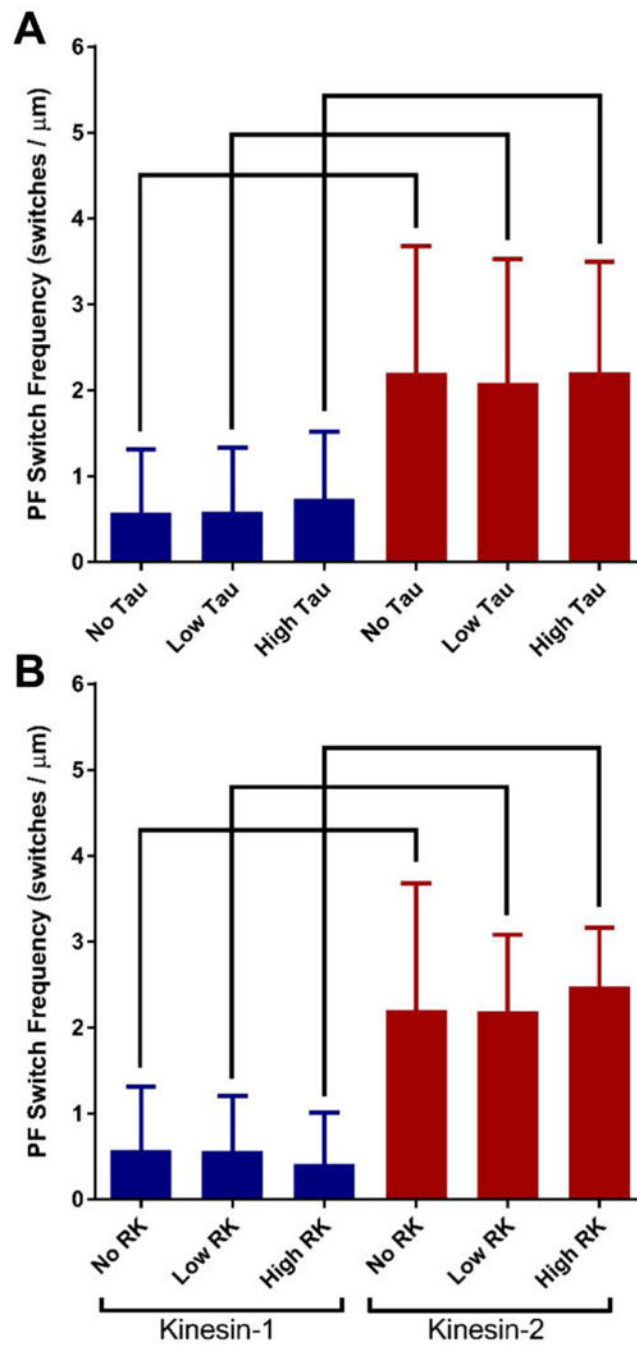 A
PF Switch Frequency (switches / μm)
6
5
4
3
2
1
0
No Tau
Low Tau
High Tau
No Tau
Low Tau
High Tau
B
PF Switch Frequency (switches / μm)
6
5
4
3
2
1
0
No RK
Low RK
High RK
No RK
Low RK
High RK
Kinesin-1
Kinesin-2